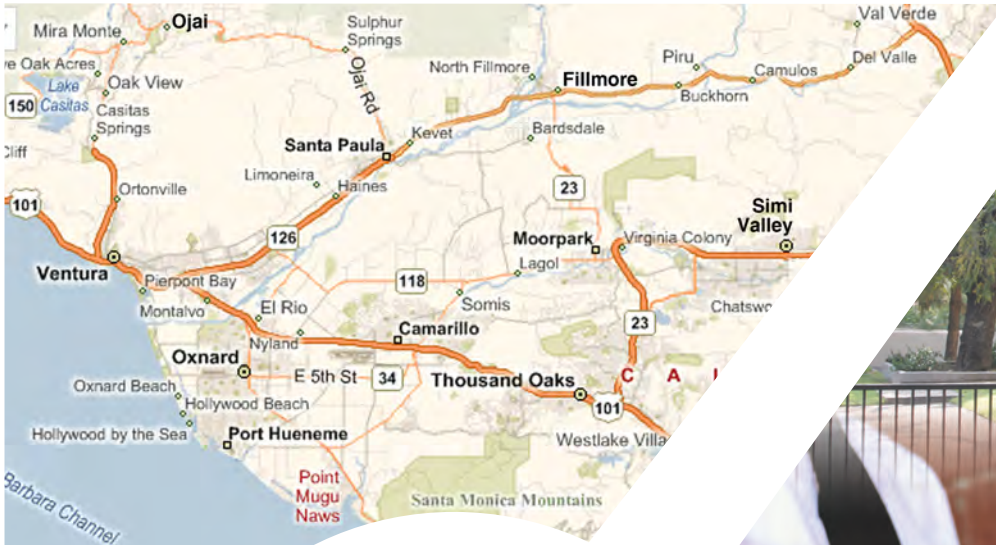 Ojai
Mira Monte
Sulphur
Springs
Val Verde
ve Oak Acres
Oak View
Lake
Casitas
150
Casitas
Springs
Ojai Rd
North Fillmore
Fillmore
Piru
Buckhorn
Camulos
Del Valle
Cliff
Santa Paula
Kevet
Bardsdale
Limoneira
Haines
Ortonville
101
126
23
Ventura
Pierpont Bay
Montalvo
118
Moorpark
Lagol
Virginia Colony
Simi
Valley
Somis
El Rio
Nyland
Camarillo
Chatswo
23
Oxnard
E 5th St
34
Thousand Oaks
C A L
101
Oxnard Beach
Hollywood Beach
Hollywood by the Sea
Port Hueneme
Westlake Villa
Point
Mugu
Naws
Santa Monica Mountains
Barbara Channel